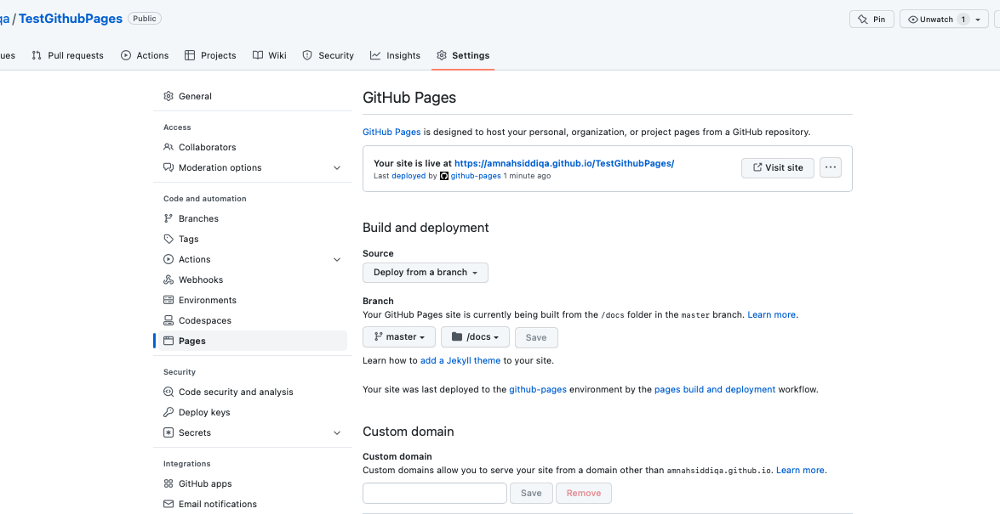 qa / TestGithubPages Public
Pin
Unwatch 1
ues Pull requests Actions Projects Wiki Security Insights Settings
General
Access
Collaborators
Moderation options
Code and automation
Branches
Tags
Actions
Webhooks
Environments
Codespaces
Pages
Security
Code security and analysis
Deploy keys
Secrets
Integrations
GitHub apps
Email notifications
GitHub Pages
GitHub Pages is designed to host your personal, organization, or project pages from a GitHub repository.
Your site is live at https://amnahsiddiqa.github.io/TestGithubPages/
Last deployed by github-pages 1 minute ago
Visit site
Build and deployment
Source
Deploy from a branch
Branch
Your GitHub Pages site is currently being built from the /docs folder in the master branch. Learn more.
master /docs Save
Learn how to add a Jekyll theme to your site.
Your site was last deployed to the github-pages environment by the pages build and deployment workflow.
Custom domain
Custom domain
Custom domains allow you to serve your site from a domain other than amnahsiddiqa.github.io. Learn more.
Save Remove